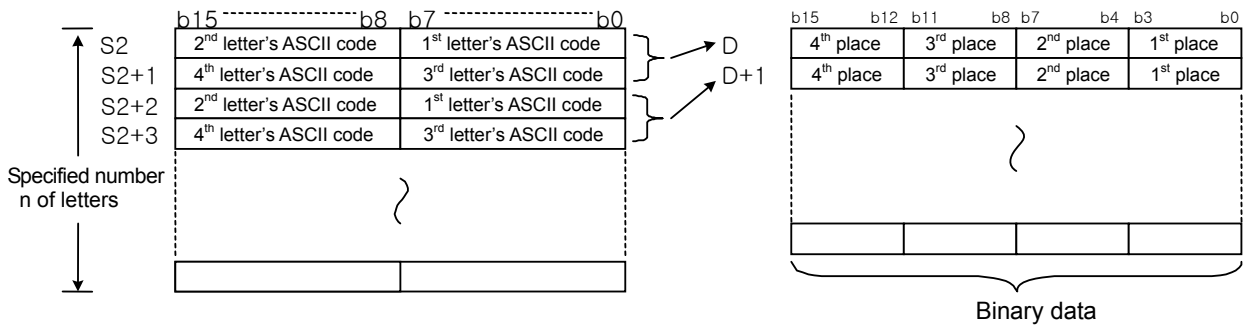 b15 b8 b7 b0
b15 b12 b11 b8 b7 b4 b3 b0
S2 2nd letter's ASCII code 1st letter's ASCII code D 4th place 3rd place 2nd place 1st place
S2+1 4th letter's ASCII code 3rd letter's ASCII code D+1 4th place 3rd place 2nd place 1st place
S2+2 2nd letter's ASCII code 1st letter's ASCII code
S2+3 4th letter's ASCII code 3rd letter's ASCII code
Specified number
n of letters
Binary data